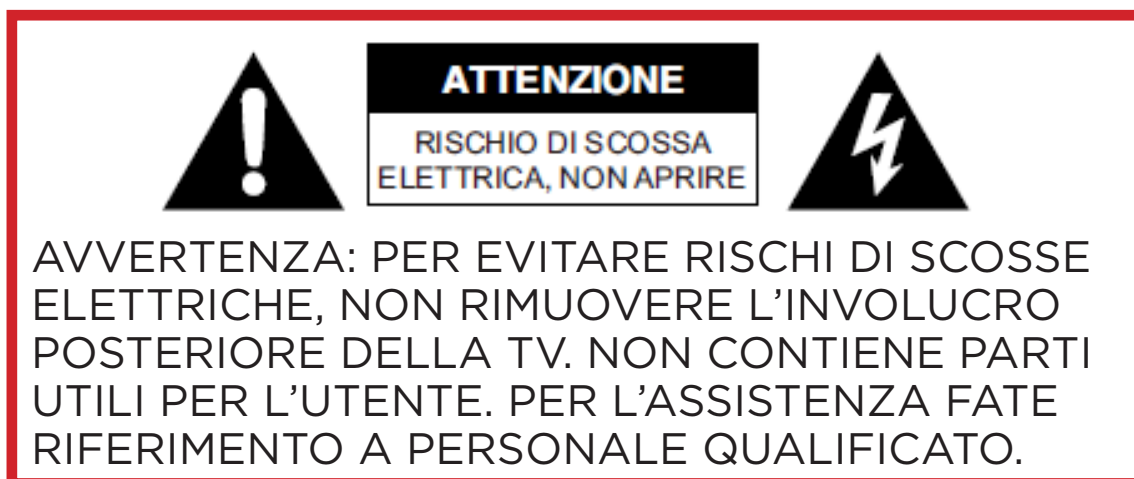 ATTENZIONE
RISCHIO DI SCOSSA
ELETTRICA, NON APRIRE
AVVERTENZA: PER EVITARE RISCHI DI SCOSSE
ELETTRICHE, NON RIMUOVERE L’INVOLUCRO
POSTERIORE DELLA TV. NON CONTIENE PARTI
UTILI PER L’UTENTE. PER L’ASSISTENZA FATE
RIFERIMENTO A PERSONALE QUALIFICATO.